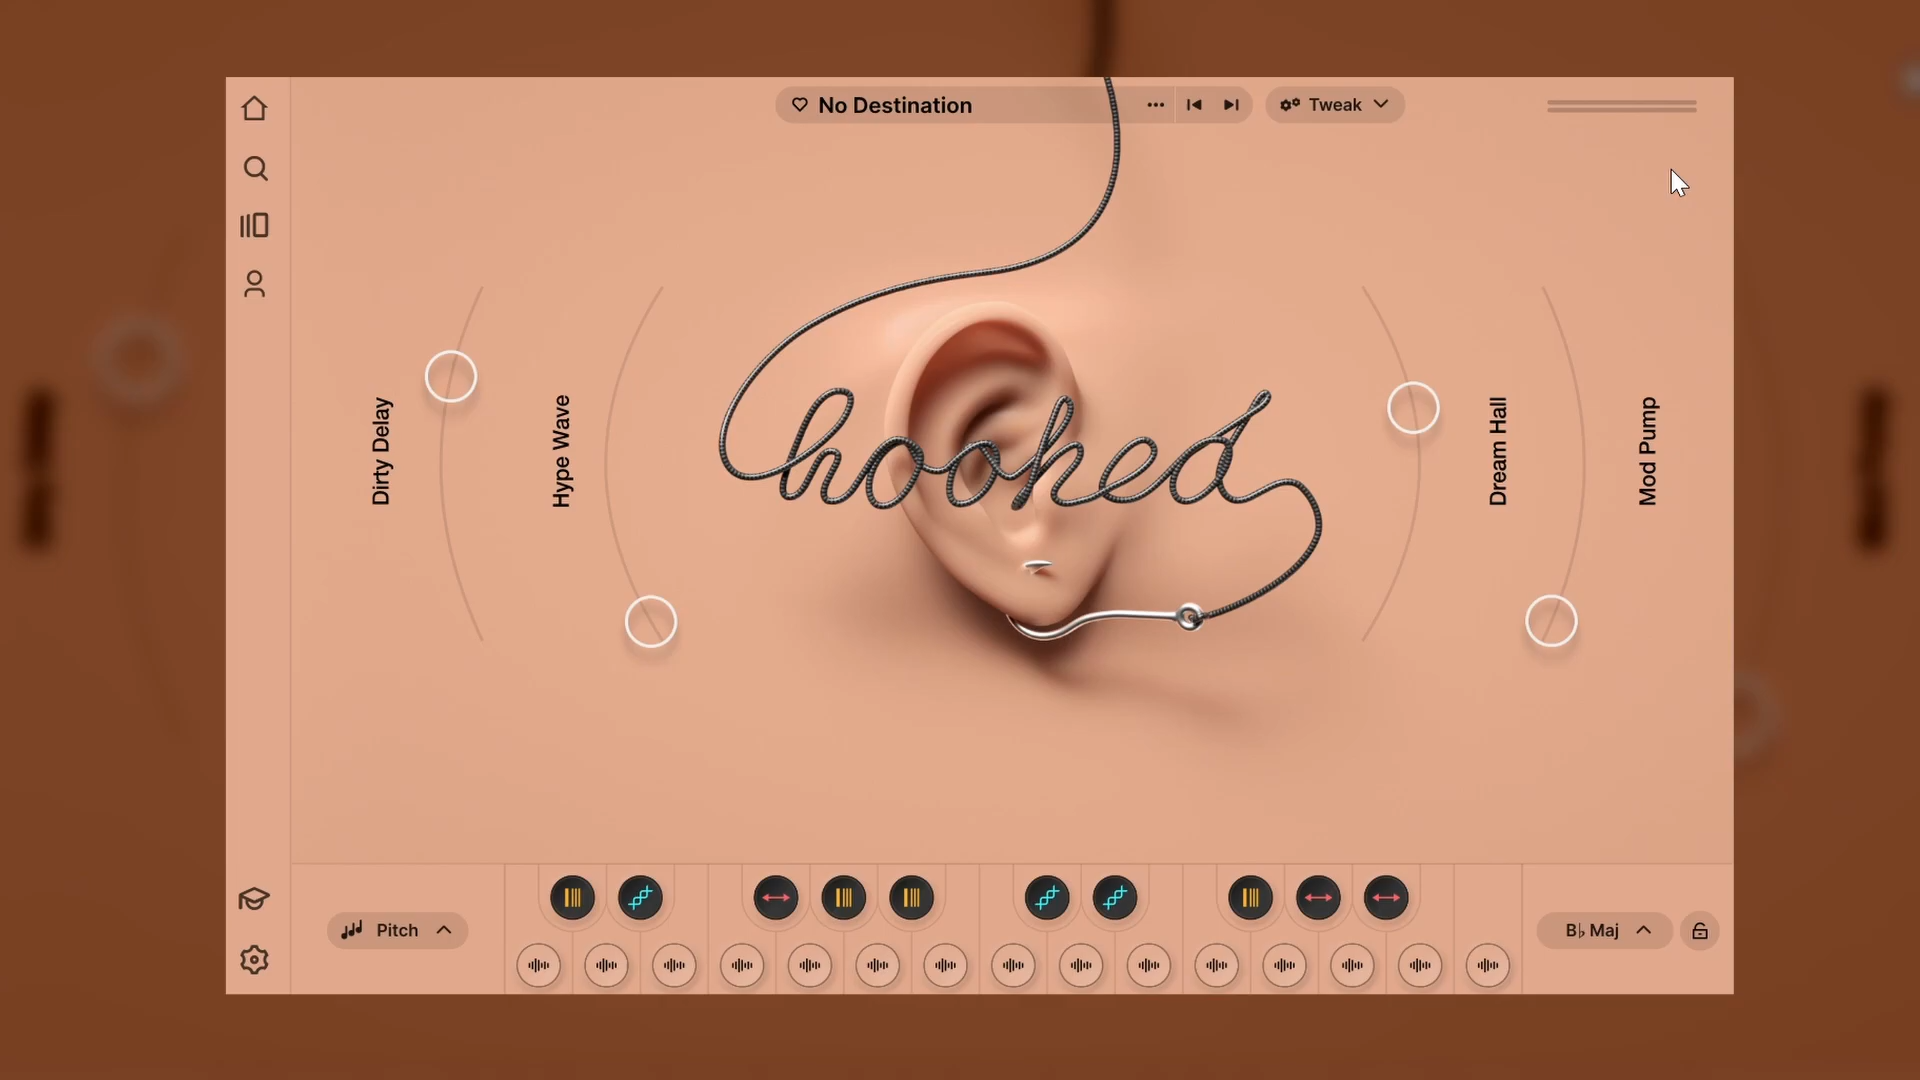 No Destination
Tweak
Dirty Delay
Hype Wave
hooked
Dream Hall
Mod Pump
Pitch
B♭ Maj